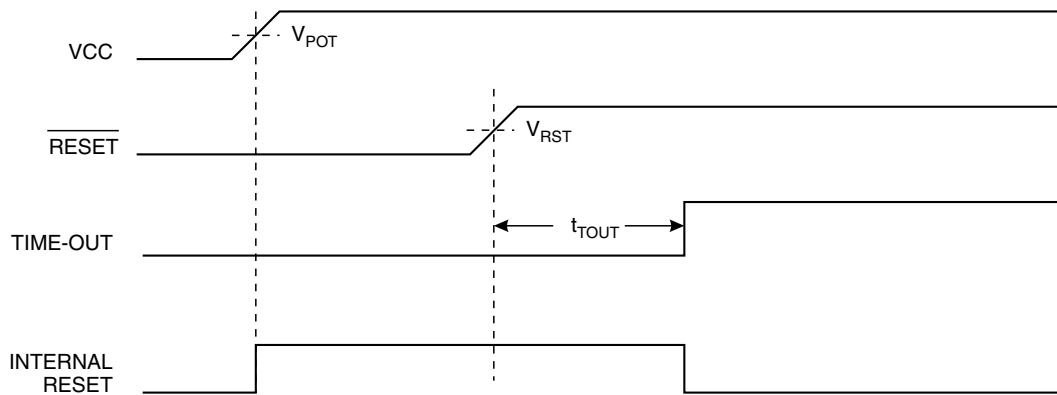 VCC
VPOT
RESET
VRST
TIME-OUT
tTOUT
INTERNAL
RESET